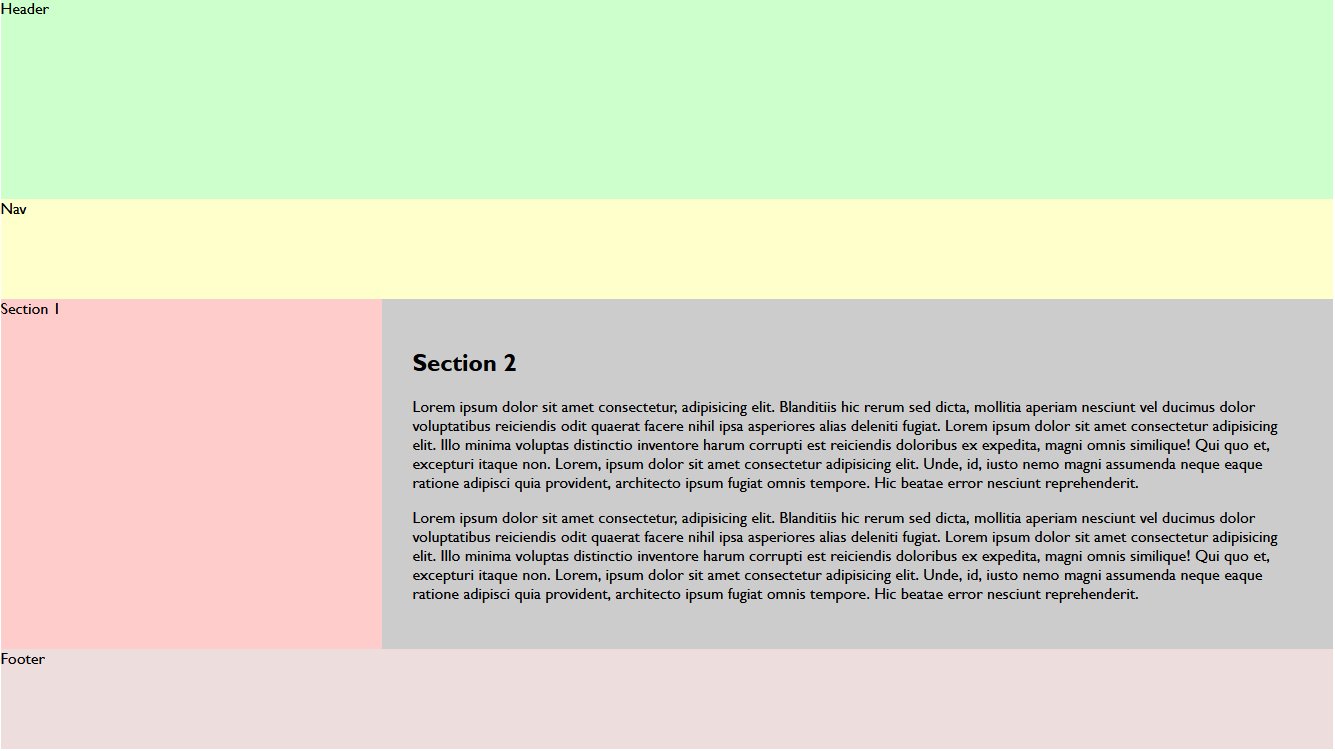 Header
Nav
Section 1
Section 2
Lorem ipsum dolor sit amet consectetur, adipisicing elit. Blanditiis hic rerum sed dicta, mollitia aperiam nesciunt vel ducimus dolor
voluptatibus reiciendis odit quaerat facere nihil ipsa asperiores alias deleniti fugiat. Lorem ipsum dolor sit amet consectetur adipisicing
elit. Illo minima voluptas distinctio inventore harum corrupti est reiciendis doloribus ex expedita, magni omnis similique! Qui quo et,
excepturi itaque non. Lorem, ipsum dolor sit amet consectetur adipisicing elit. Unde, id, iusto nemo magni assumenda neque eaque
ratione adipisci quia provident, architecto ipsum fugiat omnis tempore. Hic beatae error nesciunt reprehenderit.
Lorem ipsum dolor sit amet consectetur, adipisicing elit. Blanditiis hic rerum sed dicta, mollitia aperiam nesciunt vel ducimus dolor
voluptatibus reiciendis odit quaerat facere nihil ipsa asperiores alias deleniti fugiat. Lorem ipsum dolor sit amet consectetur adipisicing
elit. Illo minima voluptas distinctio inventore harum corrupti est reiciendis doloribus ex expedita, magni omnis similique! Qui quo et,
excepturi itaque non. Lorem, ipsum dolor sit amet consectetur adipisicing elit. Unde, id, iusto nemo magni assumenda neque eaque
ratione adipisci quia provident, architecto ipsum fugiat omnis tempore. Hic beatae error nesciunt reprehenderit.
Footer